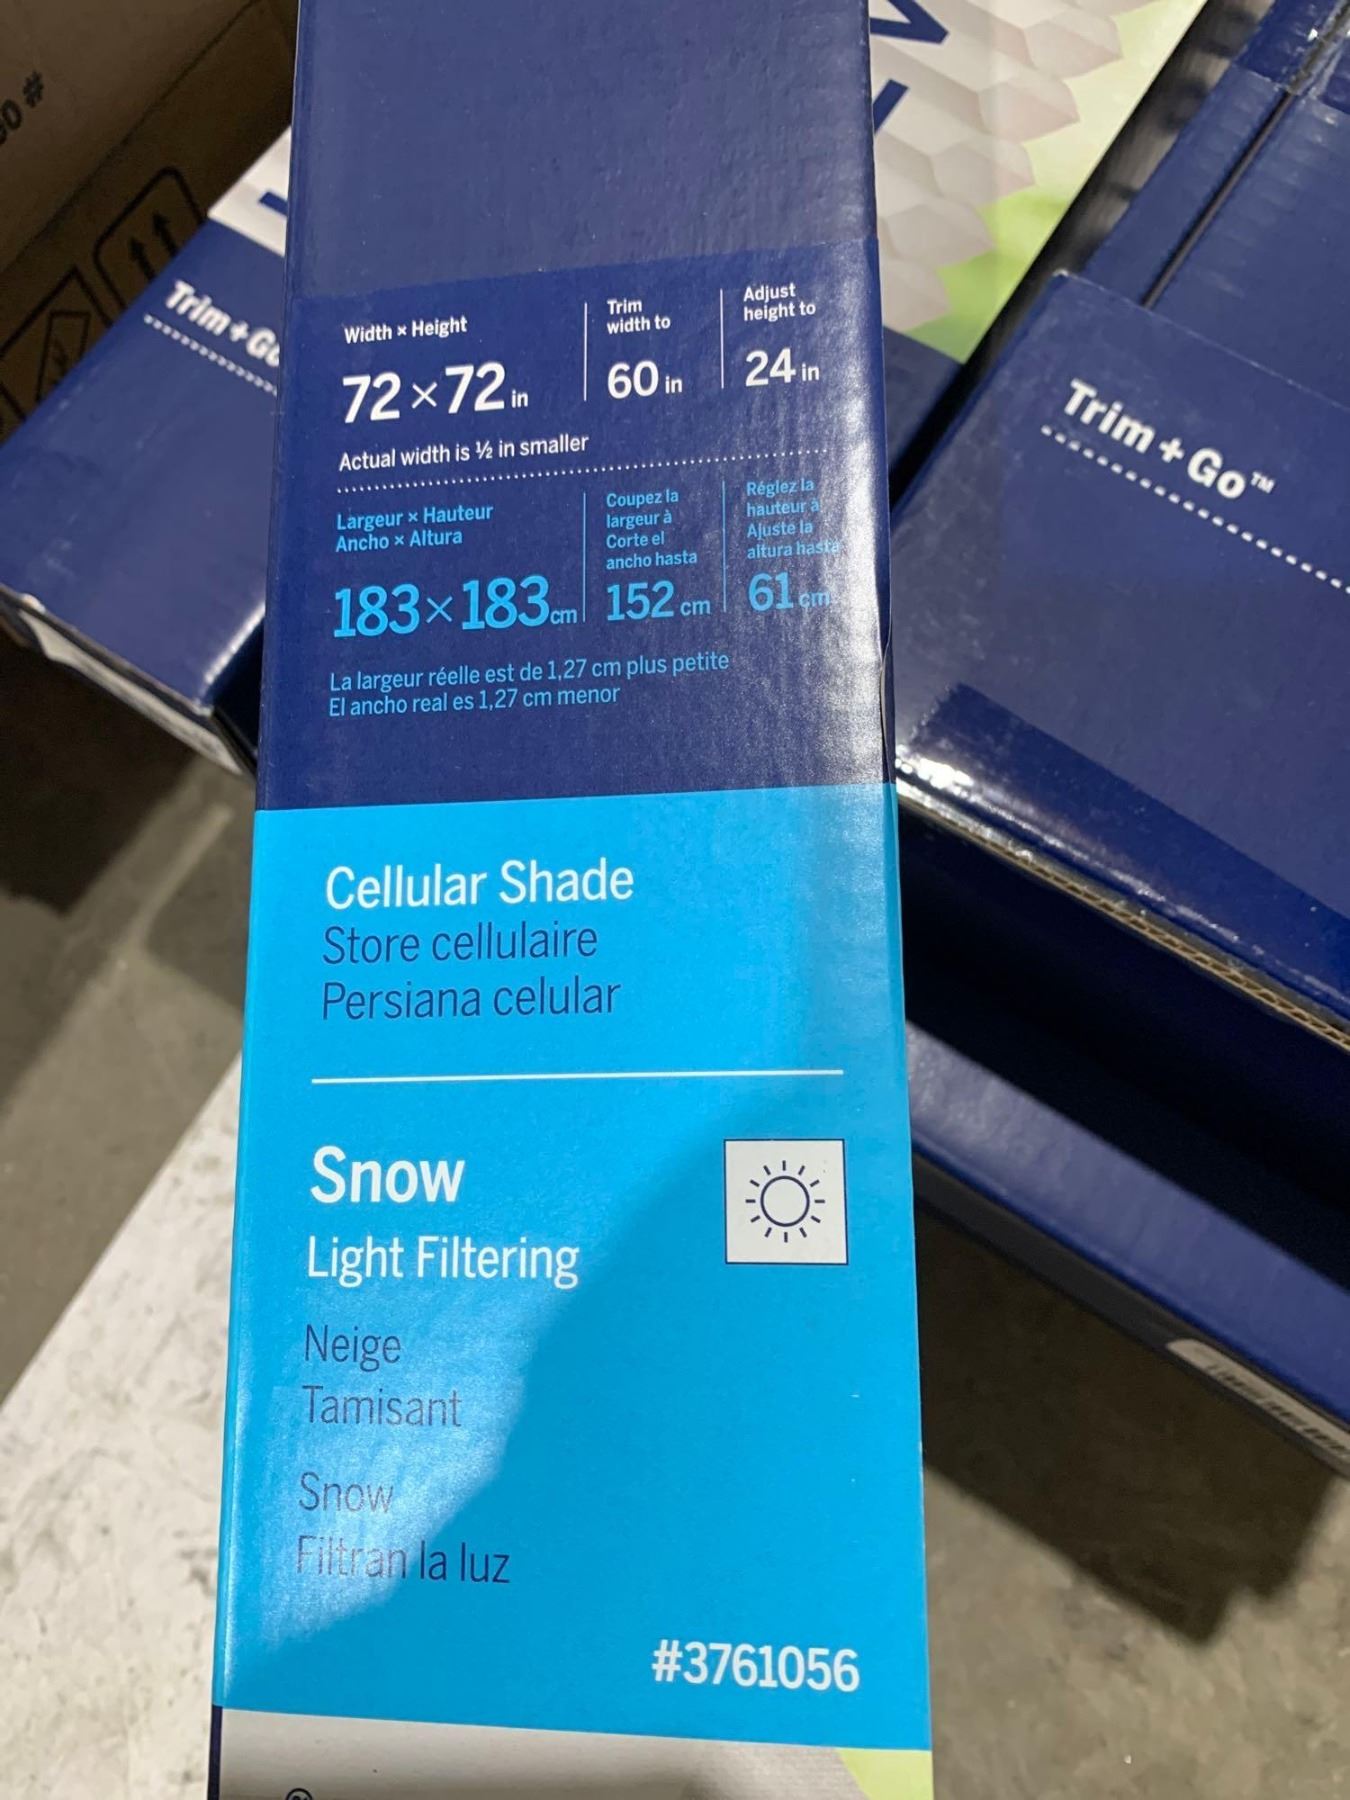 Width × Height
72 × 72 in
Trim
width to
60 in
Adjust
height to
24 in
Actual width is ½ in smaller
Largeur × Hauteur
Ancho × Altura
183 × 183 cm
Coupez la
largeur à
Corte el
ancho hasta
152 cm
Réglez la
hauteur à
Ajuste la
altura hasta
61 cm
La largeur réelle est de 1,27 cm plus petite
El ancho real es 1,27 cm menor
Cellular Shade
Store cellulaire
Persiana celular
Snow
Light Filtering
Neige
Tamisant
Snow
Filtran la luz
#3761056
Trim + Go
Trim + Go™